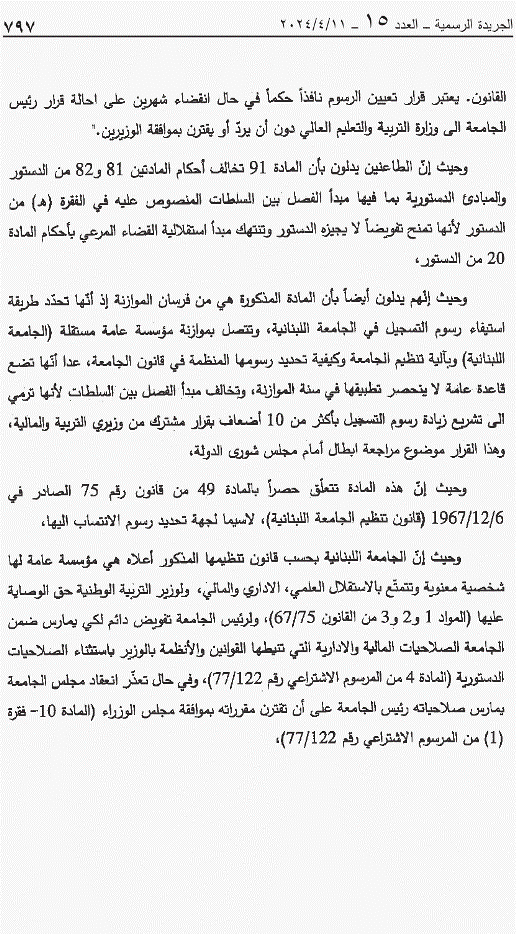 الجريدة الرسمية ــ العدد ١٥ ــ ٢٠٢٤/٤/١١
٧٩٧
القانون. يعتبر قرار تعيين الرسوم نافذاً حكماً في حال انقضاء شهرين على احالة قرار رئيس
الجامعة الى وزارة التربية والتعليم العالي دون أن يردّ أو يقترن بموافقة الوزيرين."
وحيث إنّ الطاعنين يدلون بأن المادة 91 تخالف أحكام المادتين 81 و82 من الدستور
والمبادئ الدستورية بما فيها مبدأ الفصل بين السلطات المنصوص عليه في الفقرة (هـ) من
الدستور لأنها تمنح تفويضاً لا يجيزه الدستور وتنتهك مبدأ استقلالية القضاء المرعي بأحكام المادة
20 من الدستور،
وحيث إنّهم يدلون أيضاً بأن المادة المذكورة هي من فرسان الموازنة إذ أنّها تحدّد طريقة
استيفاء رسوم التسجيل في الجامعة اللبنانية، وتتصل بموازنة مؤسسة عامة مستقلة (الجامعة
اللبنانية) وبآلية تنظيم الجامعة وكيفية تحديد رسومها المنظمة في قانون الجامعة، عدا أنّها تضع
قاعدة عامة لا ينحصر تطبيقها في سنة الموازنة، وتخالف مبدأ الفصل بين السلطات لأنها ترمي
الى تشريع زيادة رسوم التسجيل بأكثر من 10 أضعاف بقرار مشترك من وزيري التربية والمالية،
وهذا القرار موضوع مراجعة ابطال أمام مجلس شورى الدولة،
وحيث إنّ هذه المادة تتعلّق حصراً بالمادة 49 من قانون رقم 75 الصادر في
1967/12/6 (قانون تنظيم الجامعة اللبنانية)، لاسيما لجهة تحديد رسوم الانتساب اليها،
وحيث إنّ الجامعة اللبنانية بحسب قانون تنظيمها المذكور أعلاه هي مؤسسة عامة لها
شخصية معنوية وتتمتّع بالاستقلال العلمي، الاداري والمالي، ولوزير التربية الوطنية حق الوصاية
عليها (المواد 1 و2 و3 من القانون 67/75)، ولرئيس الجامعة تفويض دائم لكي يمارس ضمن
الجامعة الصلاحيات المالية والادارية التي تنيطها القوانين والأنظمة بالوزير باستثناء الصلاحيات
الدستورية (المادة 4 من المرسوم الاشتراعي رقم 77/122)، وفي حال تعذّر انعقاد مجلس الجامعة
يمارس صلاحياته رئيس الجامعة على أن تقترن مقرراته بموافقة مجلس الوزراء (المادة 10- فقرة
(1) من المرسوم الاشتراعي رقم 77/122)،